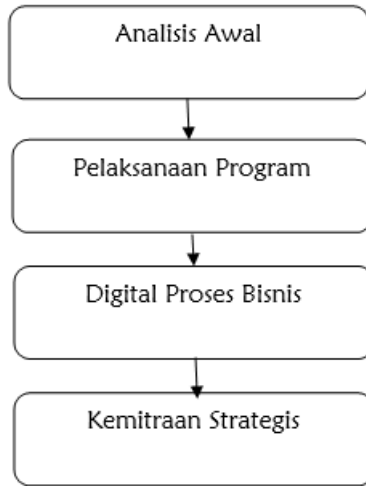 Analisis Awal
Pelaksanaan Program
Digital Proses Bisnis
Kemitraan Strategis